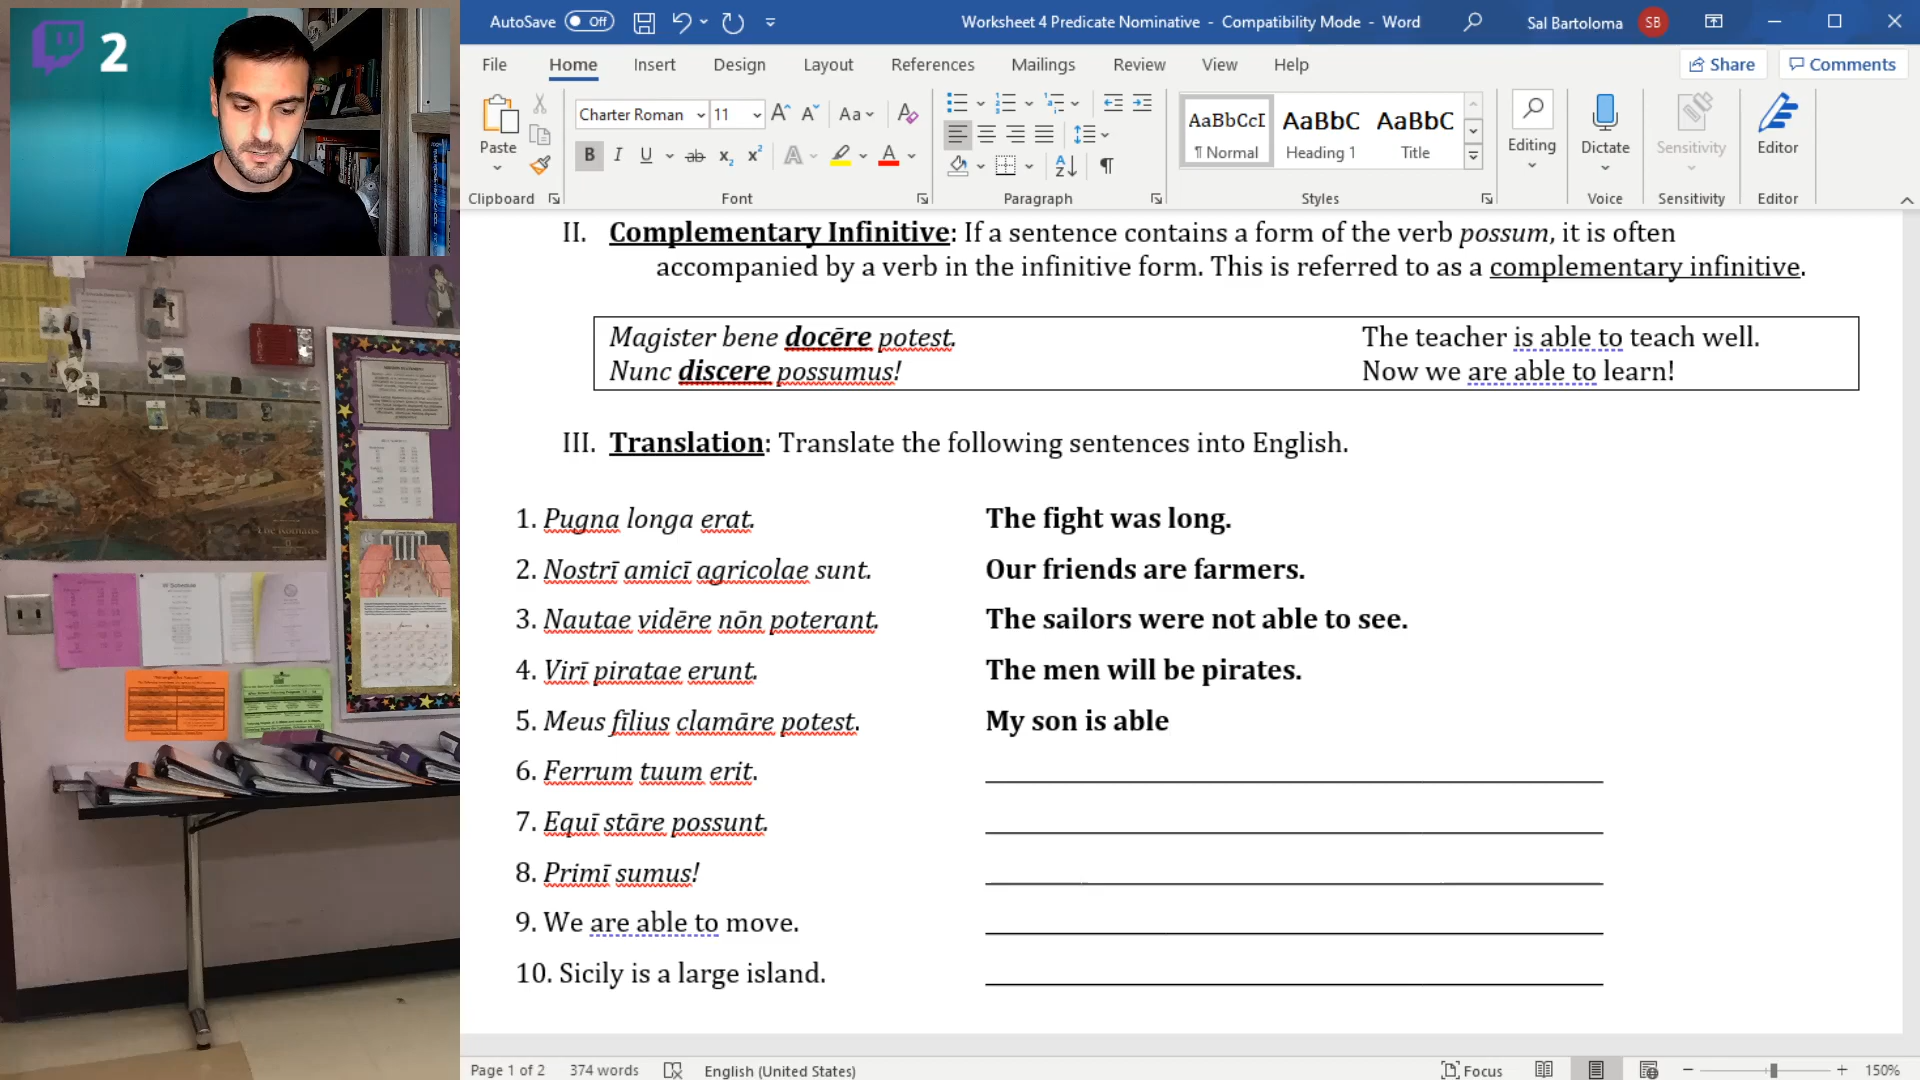 2
AutoSave Off
Worksheet 4 Predicate Nominative - Compatibility Mode - Word
Sal Bartoloma SB
File Home Insert Design Layout References Mailings Review View Help
Share Comments
Paste
Charter Roman 11
Aa
B I U ab x₂ x² A A
AaBbCcI AaBbC AaBbC
¶ Normal Heading 1 Title
Editing Dictate Sensitivity Editor
Clipboard Font Paragraph Styles Voice Sensitivity Editor
II. Complementary Infinitive: If a sentence contains a form of the verb possum, it is often
accompanied by a verb in the infinitive form. This is referred to as a complementary infinitive.
Magister bene docēre potest. The teacher is able to teach well.
Nunc discere possumus! Now we are able to learn!
III. Translation: Translate the following sentences into English.
1. Pugna longa erat. The fight was long.
2. Nostrī amicī agricolae sunt. Our friends are farmers.
3. Nautae vidēre nōn poterant. The sailors were not able to see.
4. Virī piratae erunt. The men will be pirates.
5. Meus fīlius clamāre potest. My son is able
6. Ferrum tuum erit.
7. Equī stāre possunt.
8. Primī sumus!
9. We are able to move.
10. Sicily is a large island.
Page 1 of 2 374 words English (United States) Focus 150%